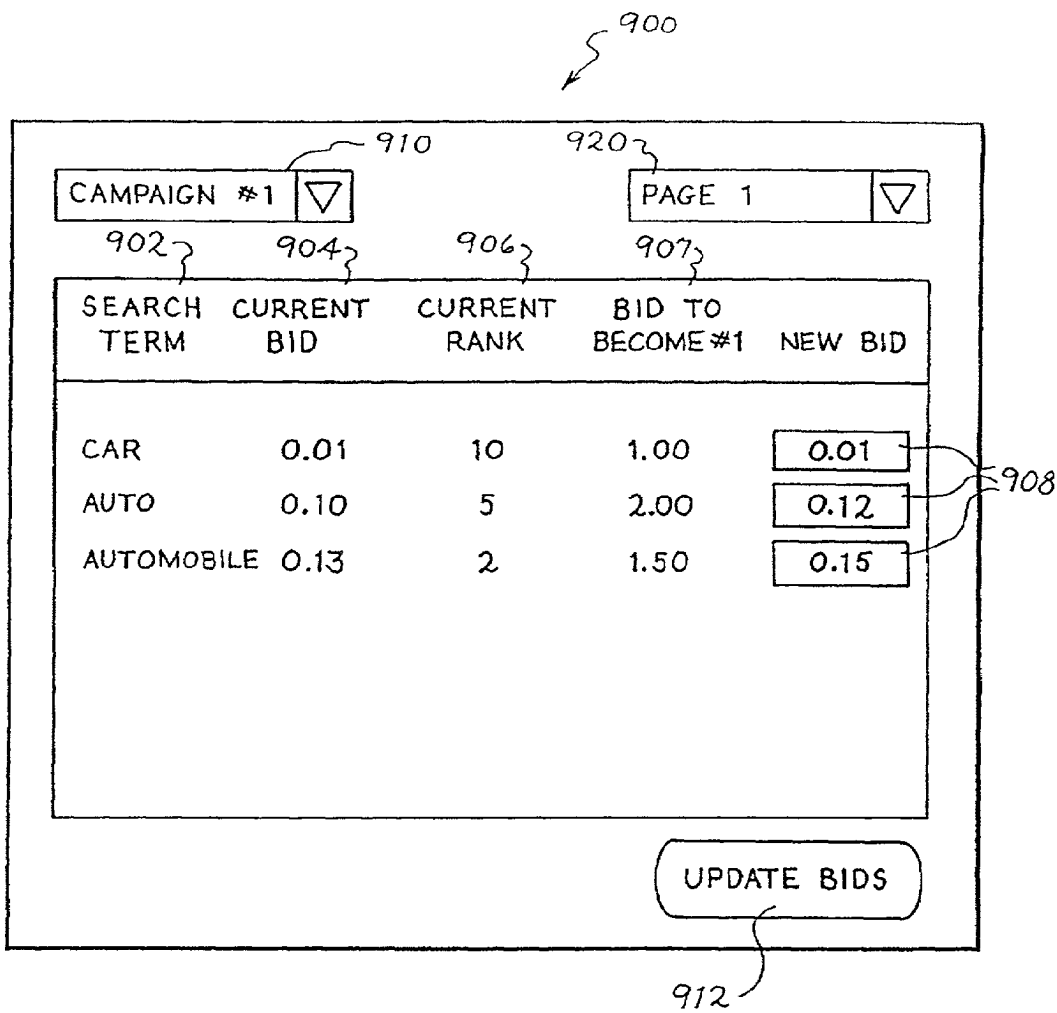 900
910
920
CAMPAIGN #1
PAGE 1
902
904
906
907
SEARCH TERM
CURRENT BID
CURRENT RANK
BID TO BECOME #1
NEW BID
CAR 0.01 10 1.00 0.01
AUTO 0.10 5 2.00 0.12
AUTOMOBILE 0.13 2 1.50 0.15
908
UPDATE BIDS
912